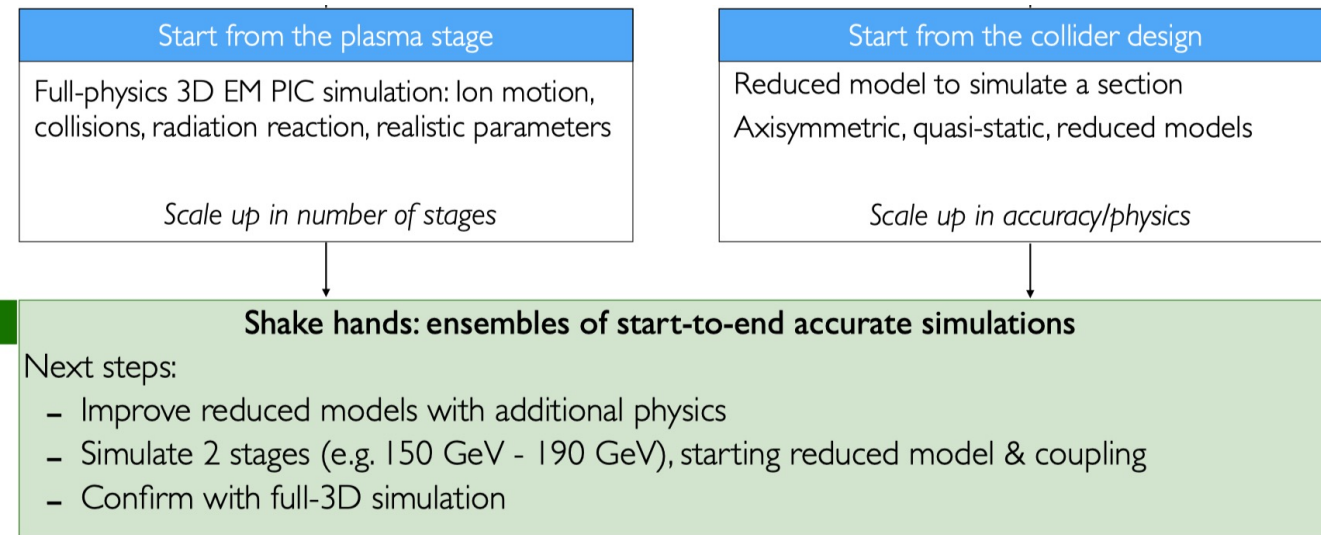 Start from the plasma stage
Full-physics 3D EM PIC simulation: Ion motion,
collisions, radiation reaction, realistic parameters
Scale up in number of stages
Start from the collider design
Reduced model to simulate a section
Axisymmetric, quasi-static, reduced models
Scale up in accuracy/physics
Shake hands: ensembles of start-to-end accurate simulations
Next steps:
– Improve reduced models with additional physics
– Simulate 2 stages (e.g. 150 GeV - 190 GeV), starting reduced model & coupling
– Confirm with full-3D simulation